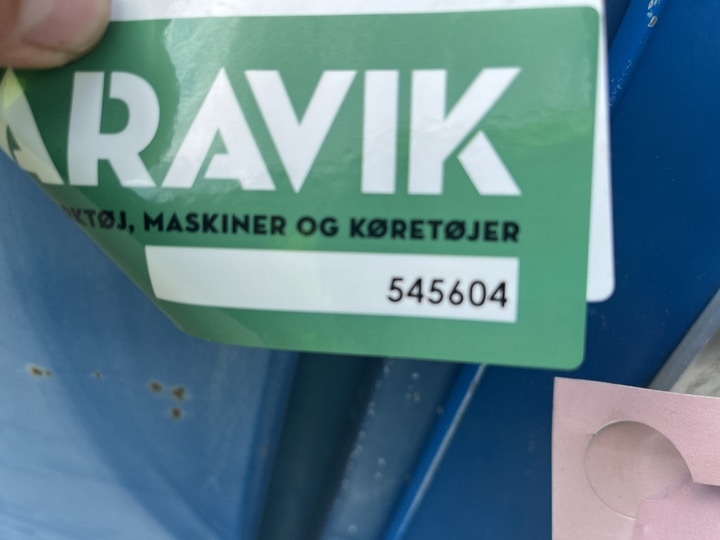 ARAVIK
KTØJ, MASKINER OG KØRETØJER
545604